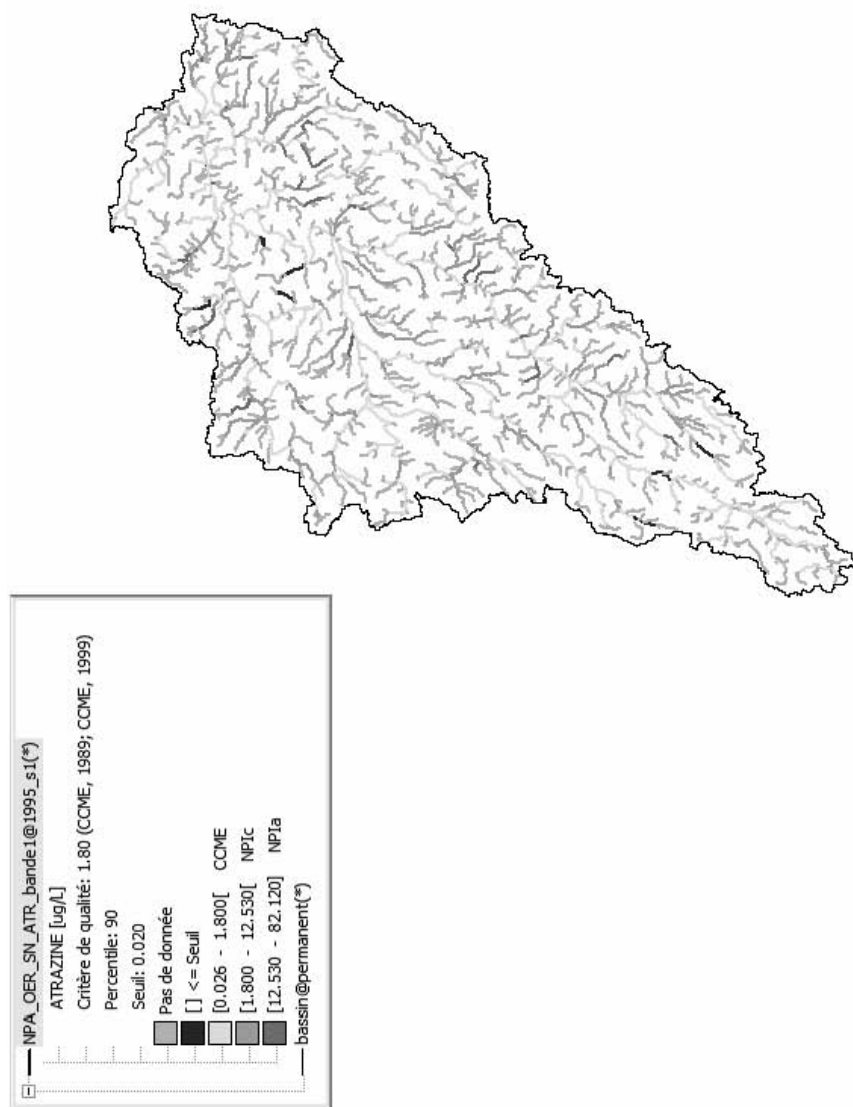 NPA_OER_SN_ATR_bande1@1995_s1(*)
ATRAZINE [ug/L]
Critère de qualité: 1.80 (CCME, 1989; CCME, 1999)
Percentile: 90
Seuil: 0.020
Pas de donnée
[] <= Seuil
[0.026 - 1.800[ CCME
[1.800 - 12.530[ NPIc
[12.530 - 82.120] NPIa
bassin@permanent(*)